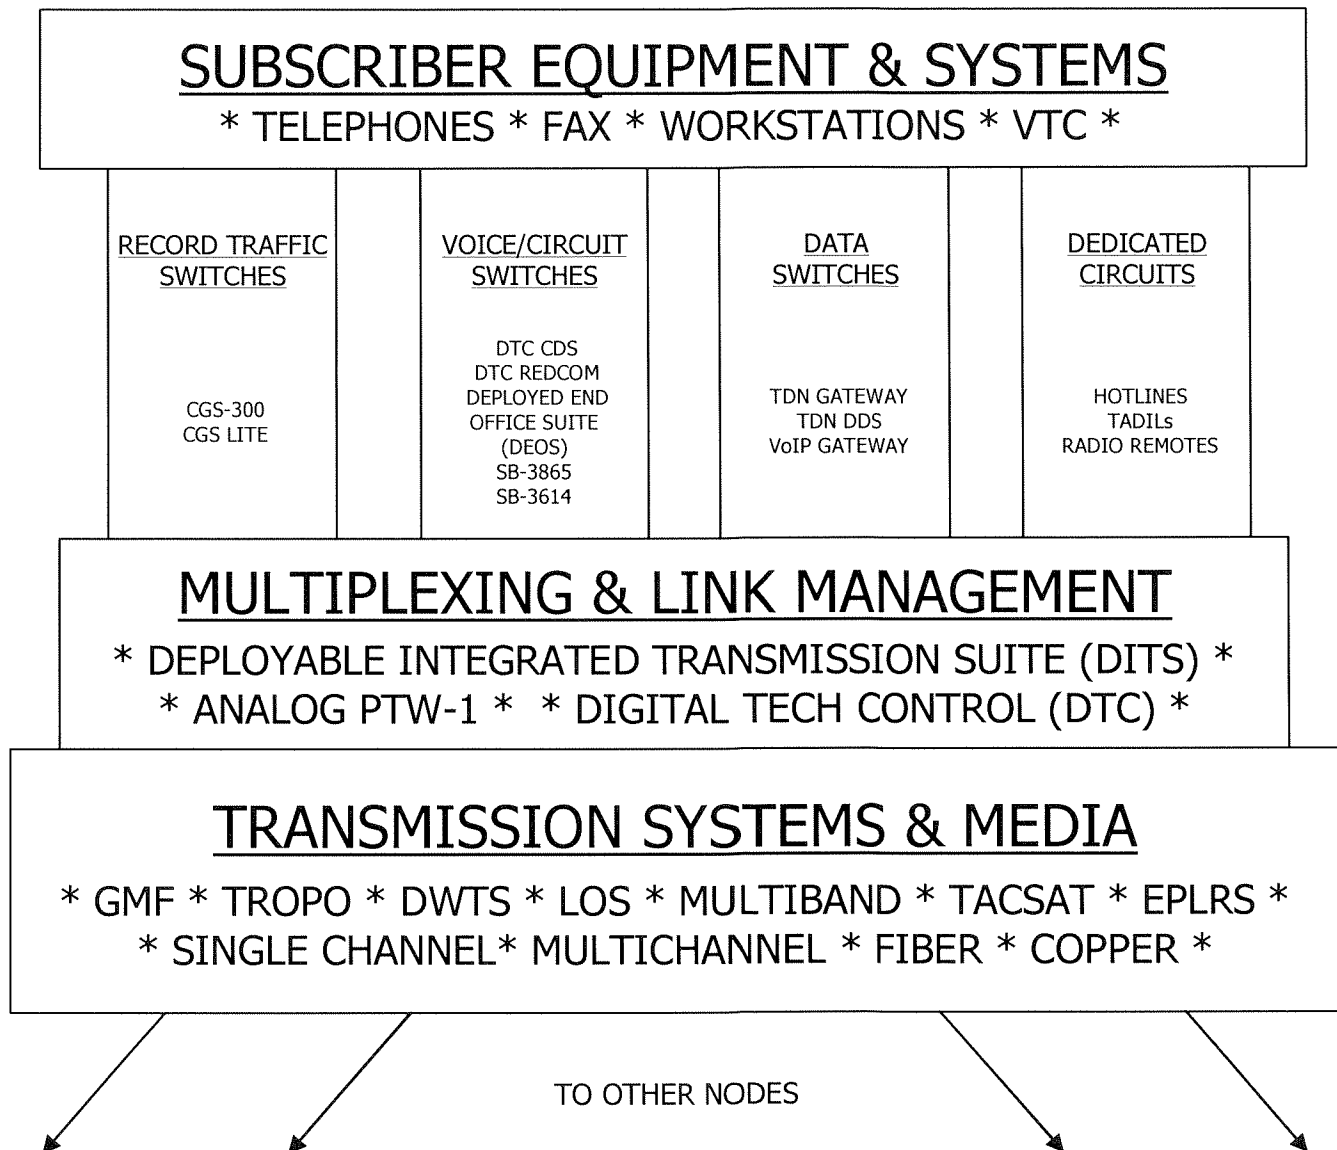 SUBSCRIBER EQUIPMENT & SYSTEMS
* TELEPHONES * FAX * WORKSTATIONS * VTC *
RECORD TRAFFIC
SWITCHES
CGS-300
CGS LITE
VOICE/CIRCUIT
SWITCHES
DTC CDS
DTC REDCOM
DEPLOYED END
OFFICE SUITE
(DEOS)
SB-3865
SB-3614
DATA
SWITCHES
TDN GATEWAY
TDN DDS
VoIP GATEWAY
DEDICATED
CIRCUITS
HOTLINES
TADILs
RADIO REMOTES
MULTIPLEXING & LINK MANAGEMENT
* DEPLOYABLE INTEGRATED TRANSMISSION SUITE (DITS) *
* ANALOG PTW-1 * * DIGITAL TECH CONTROL (DTC) *
TRANSMISSION SYSTEMS & MEDIA
* GMF * TROPO * DWTS * LOS * MULTIBAND * TACSAT * EPLRS *
* SINGLE CHANNEL* MULTICHANNEL * FIBER * COPPER *
TO OTHER NODES